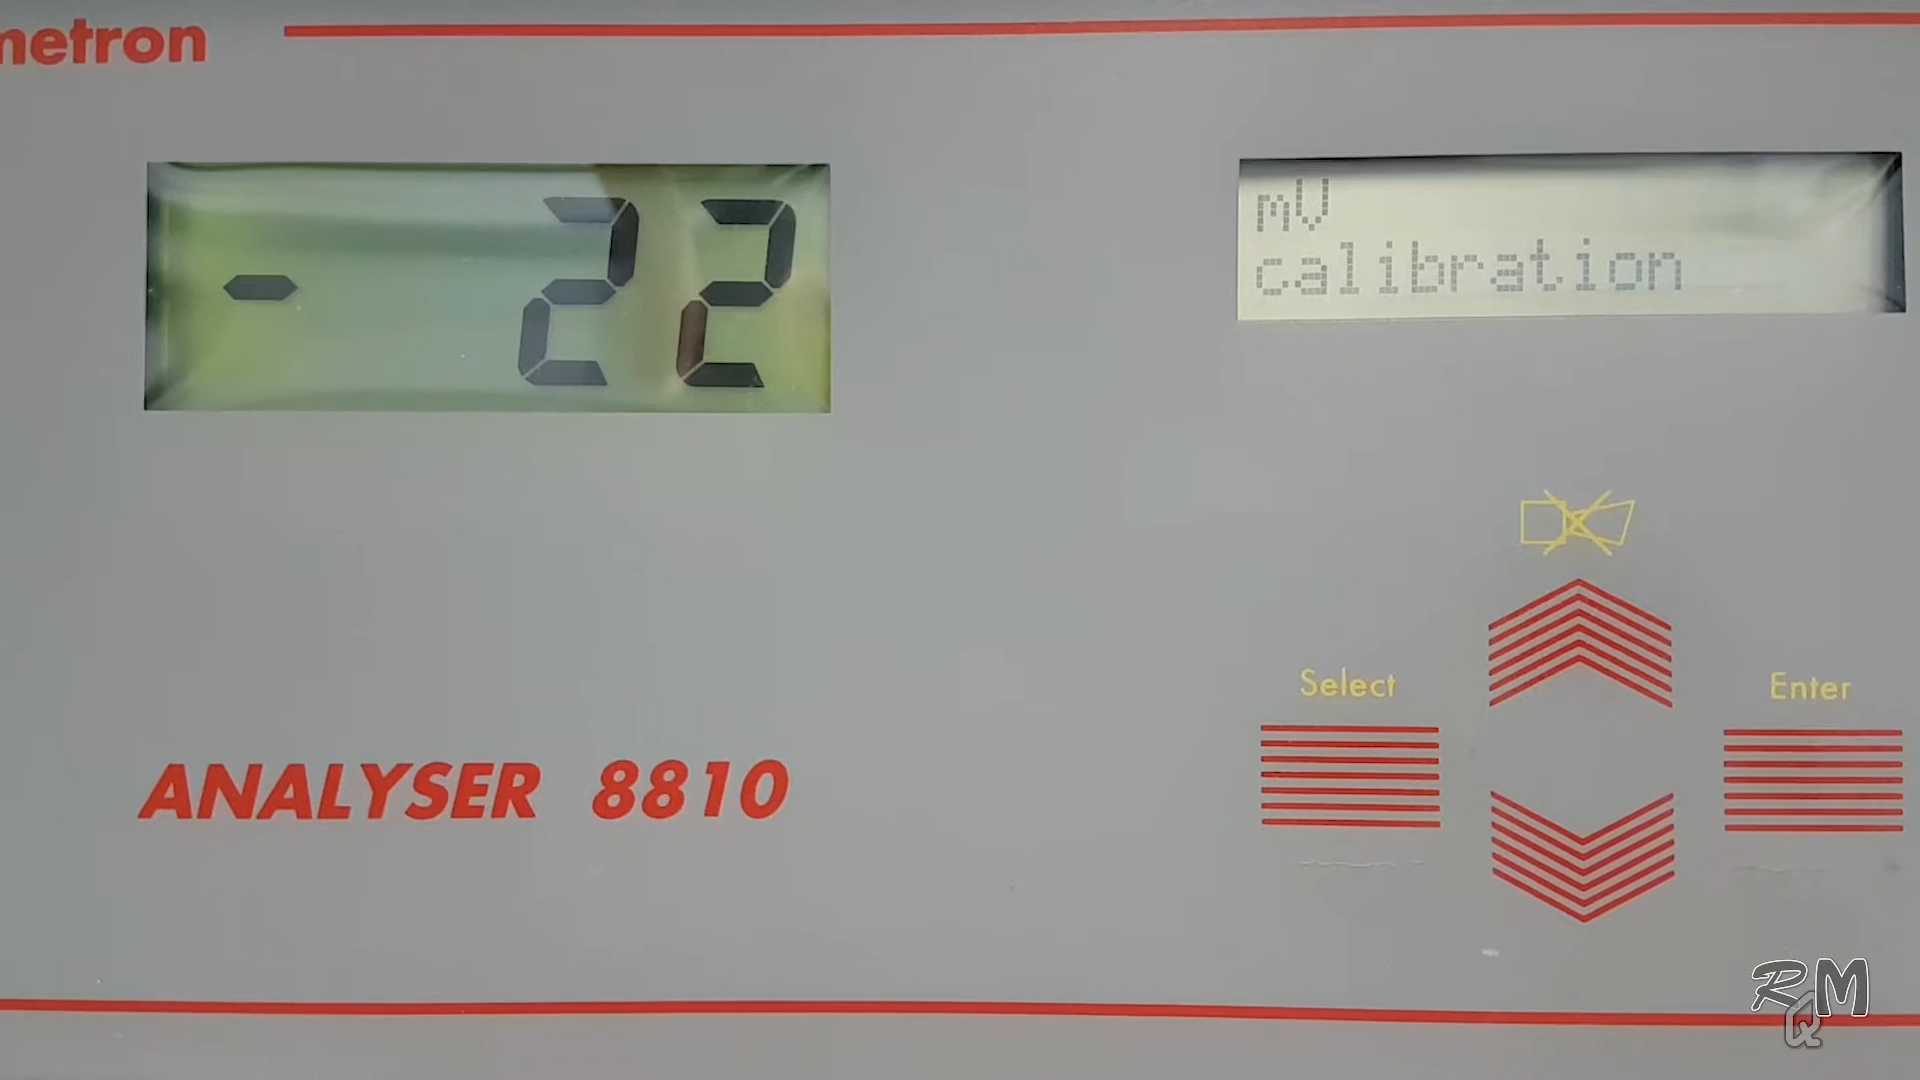 metron
- 22
mV
calibration
Select
Enter
ANALYSER 8810
RQM